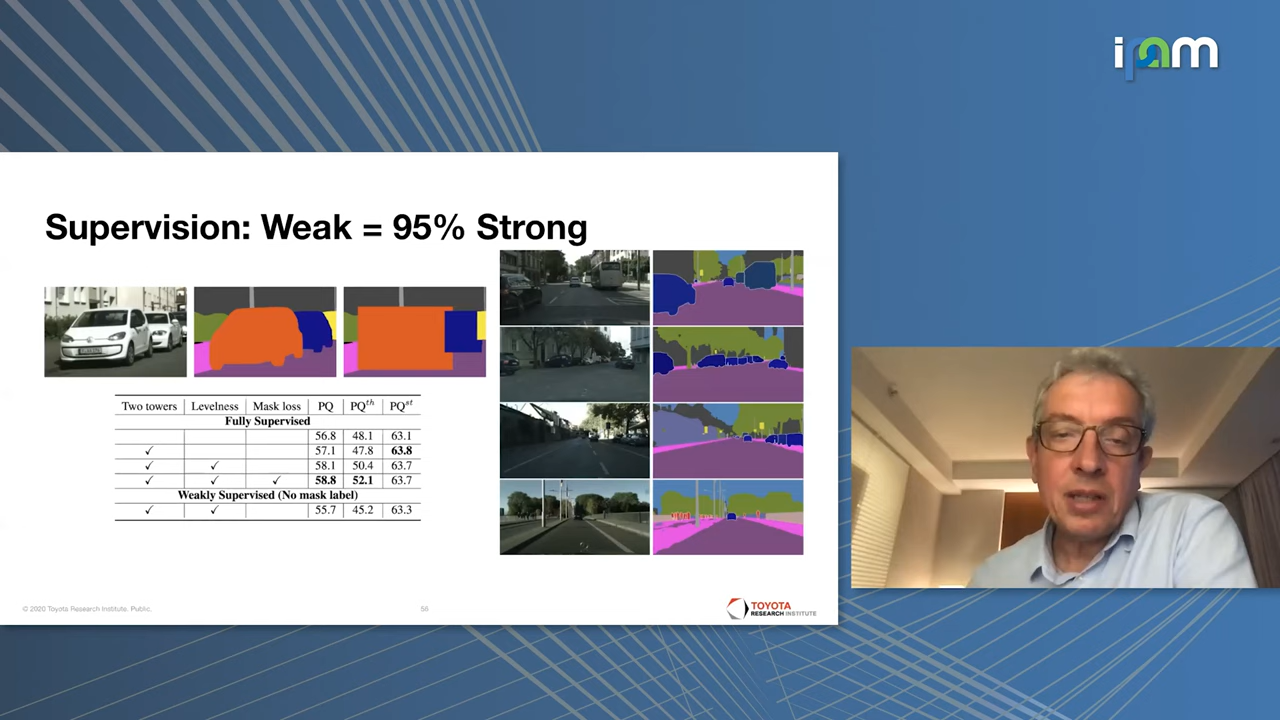 ipam
Supervision: Weak = 95% Strong
Two towers Levelness Mask loss PQ PQ^th PQ^st
Fully Supervised
56.8 48.1 63.1
✓ 57.1 47.8 63.8
✓ ✓ 58.1 50.4 63.7
✓ ✓ ✓ 58.8 52.1 63.7
Weakly Supervised (No mask label)
✓ ✓ 55.7 45.2 63.3
© 2020 Toyota Research Institute. Public.
56
TOYOTA
RESEARCH INSTITUTE